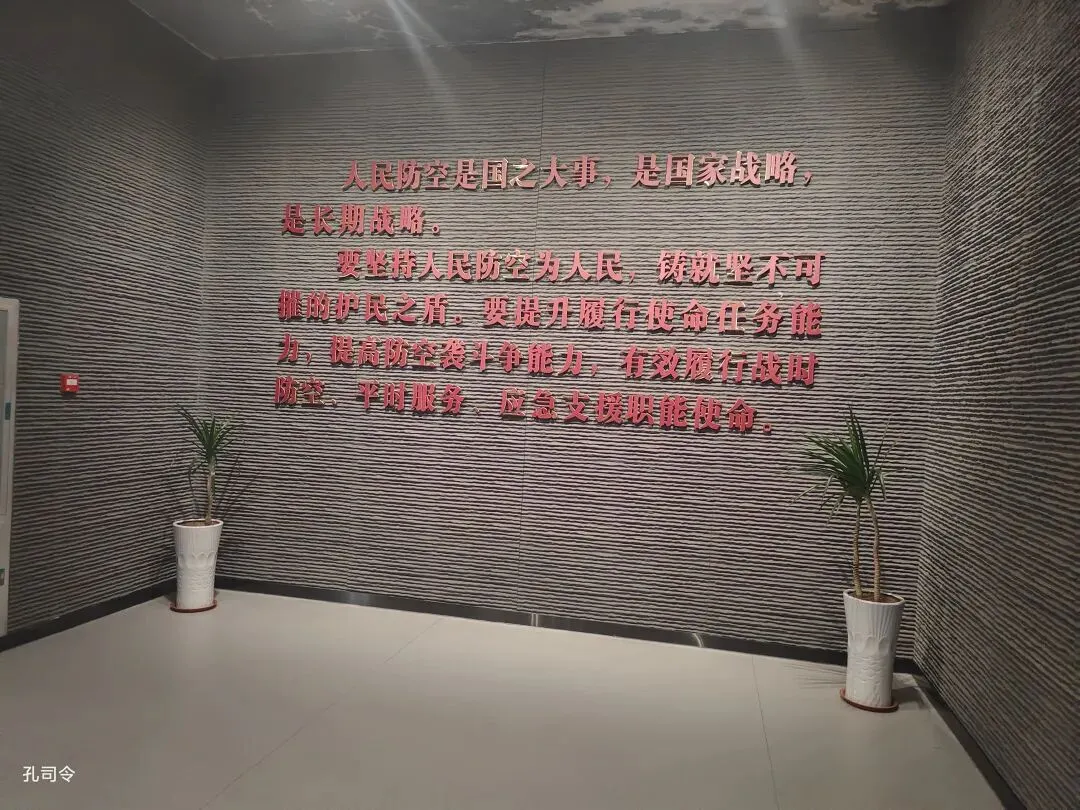 人民防空是国之大事，是国家战略，
是长期战略。
要坚持人民防空为人民，铸就坚不可
摧的护民之盾。要提升履行使命任务能
力，提高防空袭斗争能力，有效履行战时
防空、平时服务、应急支援职能使命。
孔司令